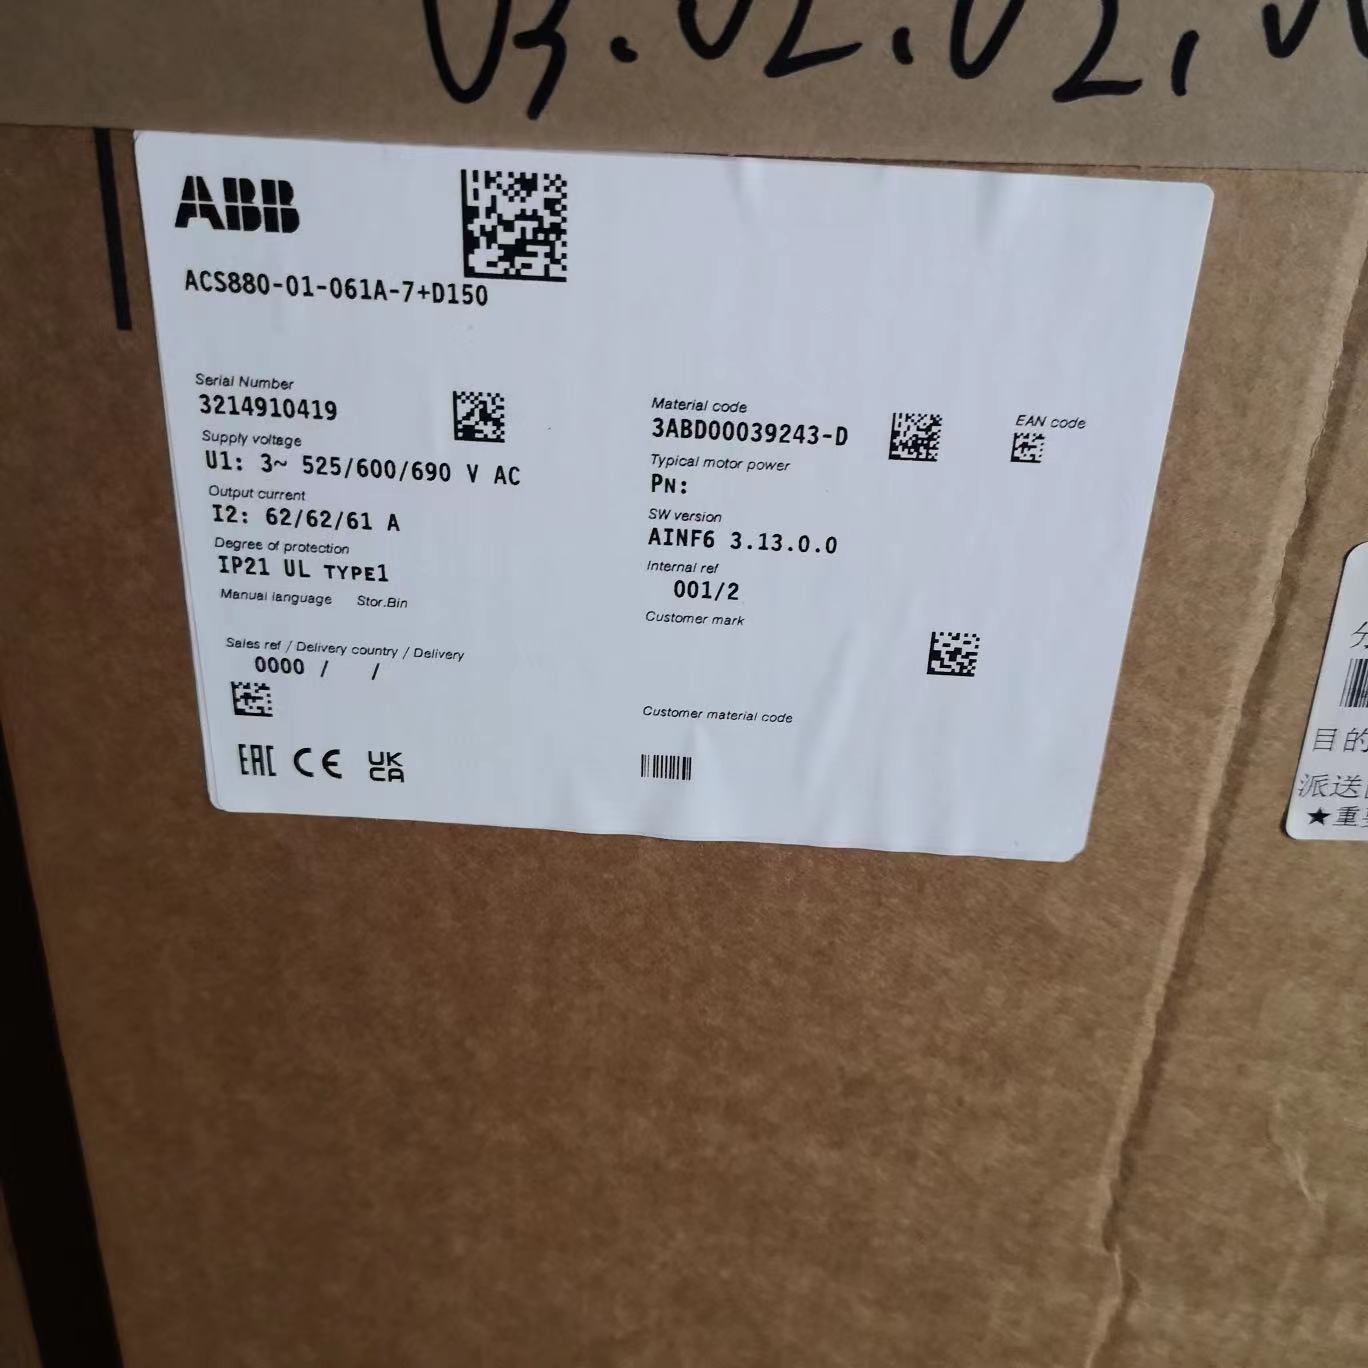 03.02.02.
ABB
ACS880-01-061A-7+D150
Serial Number
3214910419
Supply voltage
U1: 3~ 525/600/690 V AC
Output current
I2: 62/62/61 A
Degree of protection
IP21 UL TYPE1
Manual language Stor.Bin
Sales ref / Delivery country / Delivery
0000 / /
EAC CE UK
CA
Material code
3ABD00039243-D
EAN code
Typical motor power
PN:
SW version
AINF6 3.13.0.0
Internal ref
001/2
Customer mark
Customer material code
目的
派送
★重